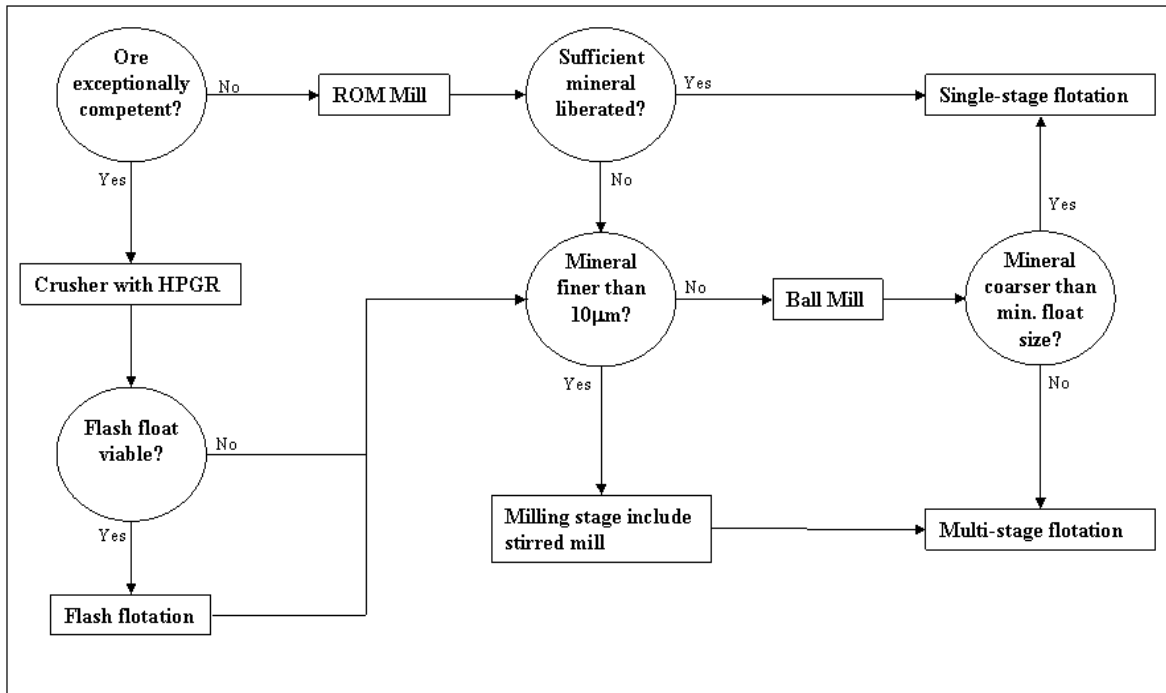 Ore
exceptionally
competent?
No
ROM Mill
Sufficient
mineral
liberated?
Yes
Single-stage flotation
Yes
No
Yes
Crusher with HPGR
Mineral
finer than
10µm?
No
Ball Mill
Mineral
coarser than
min. float
size?
Yes
No
Flash float
viable?
No
Yes
Milling stage include
stirred mill
Multi-stage flotation
Flash flotation